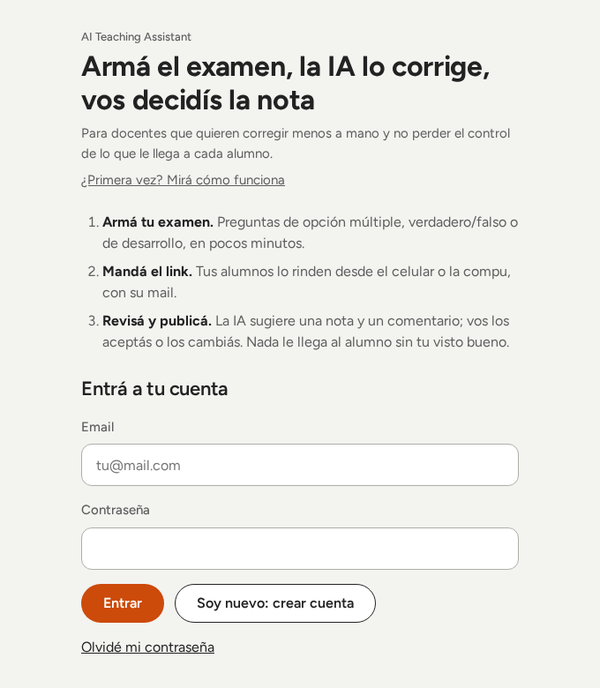 AI Teaching Assistant
Armá el examen, la IA lo corrige,
vos decidís la nota
Para docentes que quieren corregir menos a mano y no perder el control
de lo que le llega a cada alumno.
¿Primera vez? Mirá cómo funciona
1. Armá tu examen. Preguntas de opción múltiple, verdadero/falso o
de desarrollo, en pocos minutos.
2. Mandá el link. Tus alumnos lo rinden desde el celular o la compu,
con su mail.
3. Revisá y publicá. La IA sugiere una nota y un comentario; vos los
aceptás o los cambiás. Nada le llega al alumno sin tu visto bueno.
Entrá a tu cuenta
Email
tu@mail.com
Contraseña
Entrar
Soy nuevo: crear cuenta
Olvidé mi contraseña